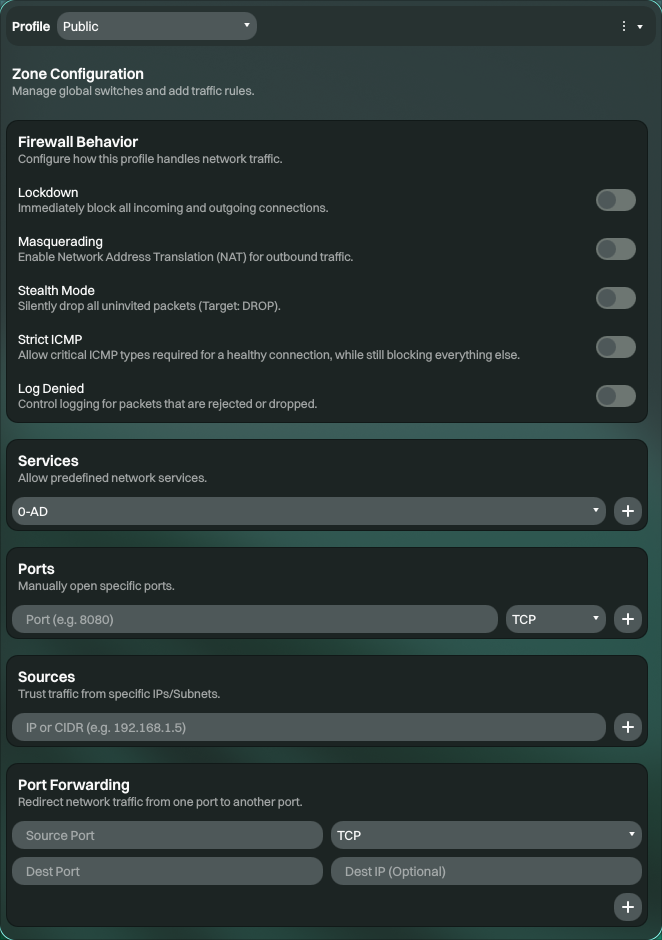 Profile Public
Zone Configuration
Manage global switches and add traffic rules.
Firewall Behavior
Configure how this profile handles network traffic.
Lockdown
Immediately block all incoming and outgoing connections.
Masquerading
Enable Network Address Translation (NAT) for outbound traffic.
Stealth Mode
Silently drop all uninvited packets (Target: DROP).
Strict ICMP
Allow critical ICMP types required for a healthy connection, while still blocking everything else.
Log Denied
Control logging for packets that are rejected or dropped.
Services
Allow predefined network services.
0-AD
Ports
Manually open specific ports.
Port (e.g. 8080) TCP
Sources
Trust traffic from specific IPs/Subnets.
IP or CIDR (e.g. 192.168.1.5)
Port Forwarding
Redirect network traffic from one port to another port.
Source Port TCP
Dest Port Dest IP (Optional)